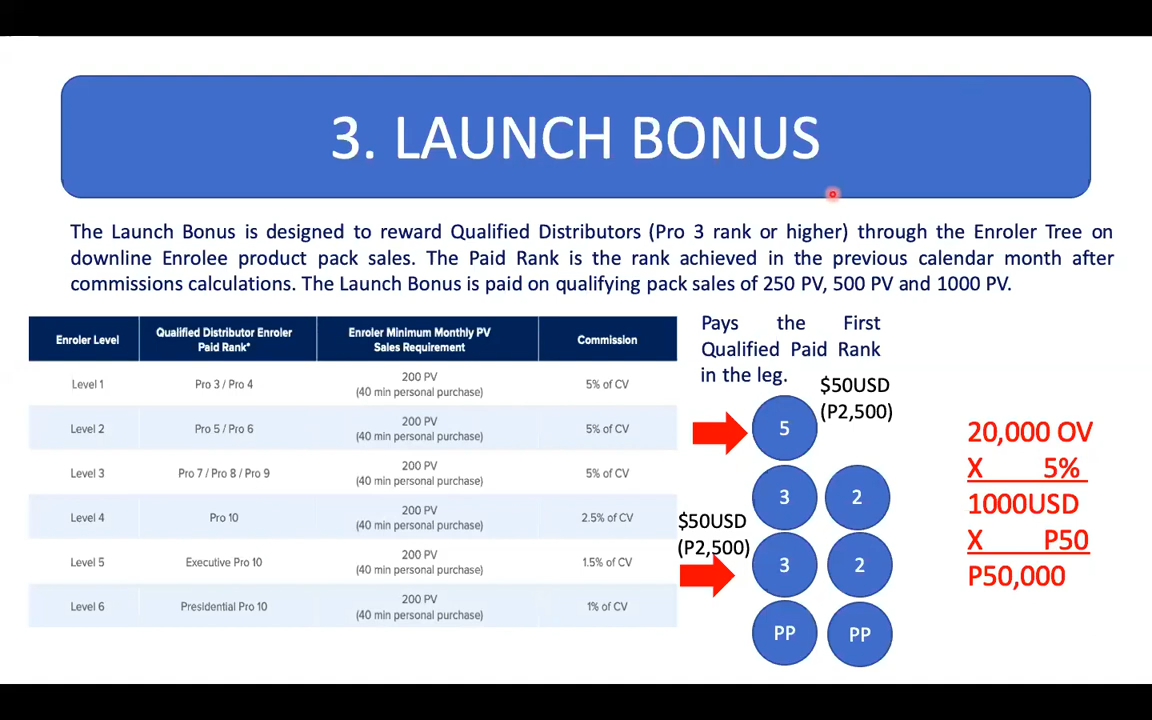 3. LAUNCH BONUS
The Launch Bonus is designed to reward Qualified Distributors (Pro 3 rank or higher) through the Enroler Tree on
downline Enrolee product pack sales. The Paid Rank is the rank achieved in the previous calendar month after
commissions calculations. The Launch Bonus is paid on qualifying pack sales of 250 PV, 500 PV and 1000 PV.
Enroler Level
Qualified Distributor Enroler
Paid Rank*
Enroler Minimum Monthly PV
Sales Requirement
Commission
Level 1
Pro 3 / Pro 4
200 PV
(40 min personal purchase)
5% of CV
Level 2
Pro 5 / Pro 6
200 PV
(40 min personal purchase)
5% of CV
Level 3
Pro 7 / Pro 8 / Pro 9
200 PV
(40 min personal purchase)
5% of CV
Level 4
Pro 10
200 PV
(40 min personal purchase)
2.5% of CV
Level 5
Executive Pro 10
200 PV
(40 min personal purchase)
1.5% of CV
Level 6
Presidential Pro 10
200 PV
(40 min personal purchase)
1% of CV
Pays the First
Qualified Paid Rank
in the leg.
$50USD
(P2,500)
5
3 2
$50USD
(P2,500)
3 2
PP PP
20,000 OV
X 5%
1000USD
X P50
P50,000